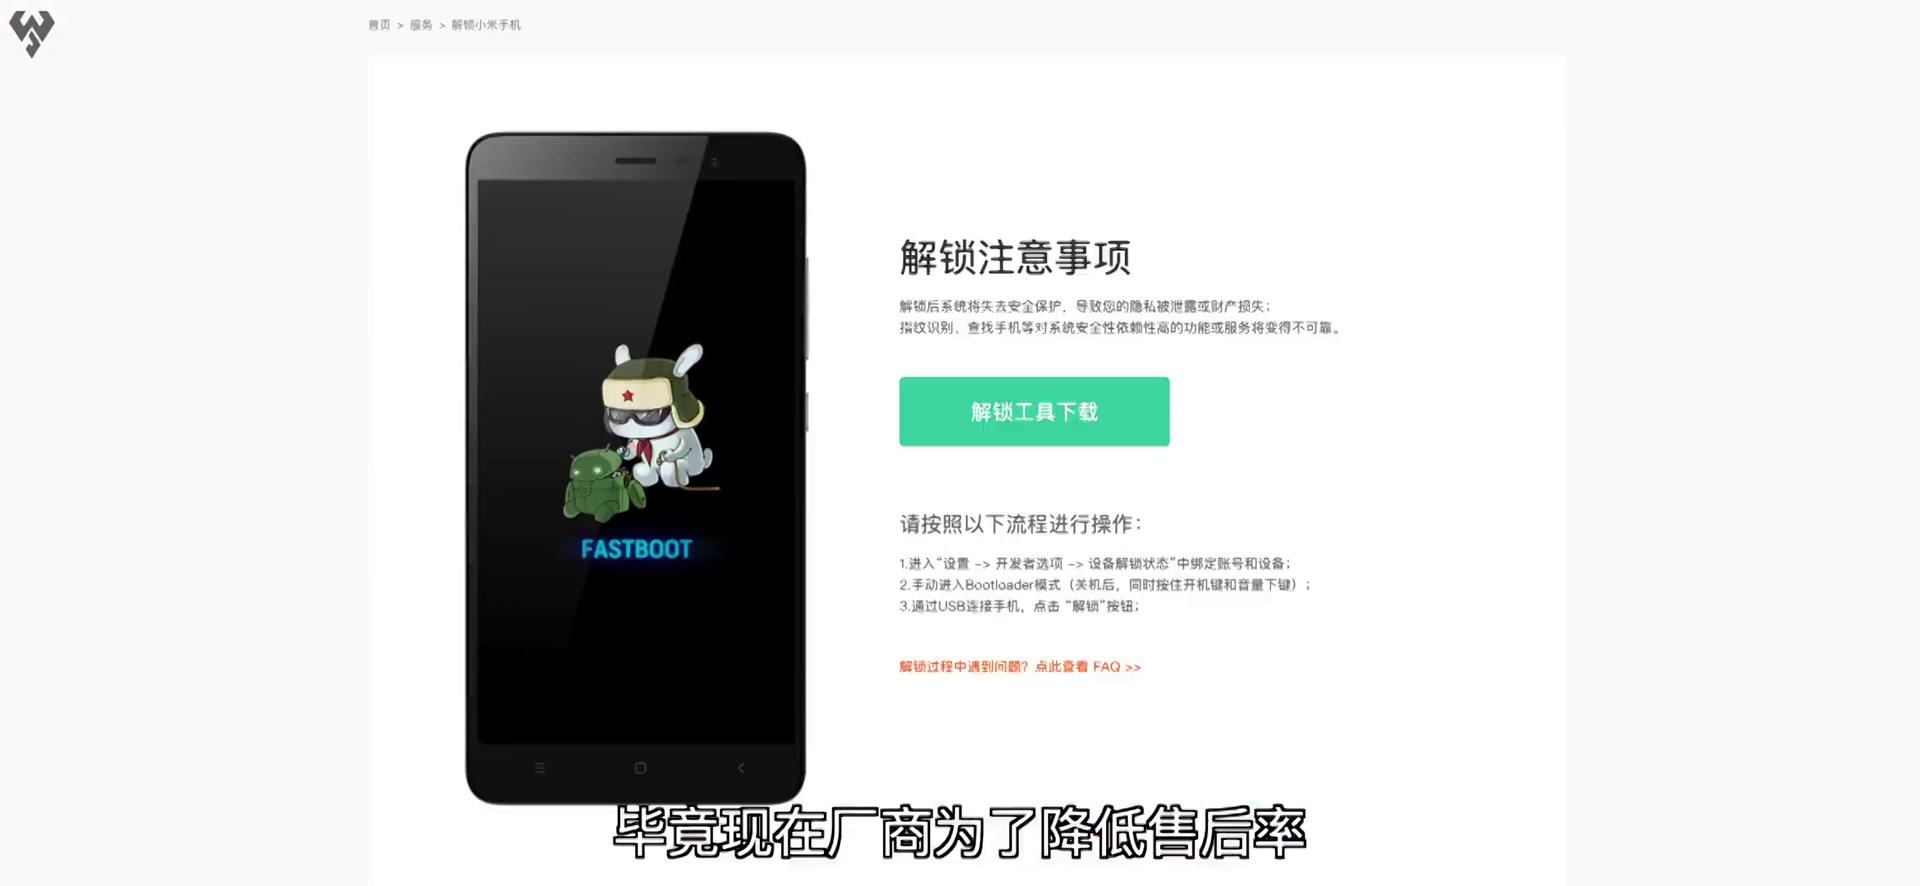 首页 > 服务 > 解锁小米手机
解锁注意事项
解锁后系统将失去安全保护，导致您的隐私被泄露或财产损失；
指纹识别、查找手机等对系统安全性依赖性高的功能或服务将变得不可靠。
解锁工具下载
FASTBOOT
请按照以下流程进行操作：
1.进入“设置 -> 开发者选项 -> 设备解锁状态”中绑定账号和设备；
2.手动进入Bootloader模式（关机后，同时按住开机键和音量下键）；
3.通过USB连接手机，点击 “解锁”按钮；
解锁过程中遇到问题？点此查看 FAQ >>
毕竟现在厂商为了降低售后率